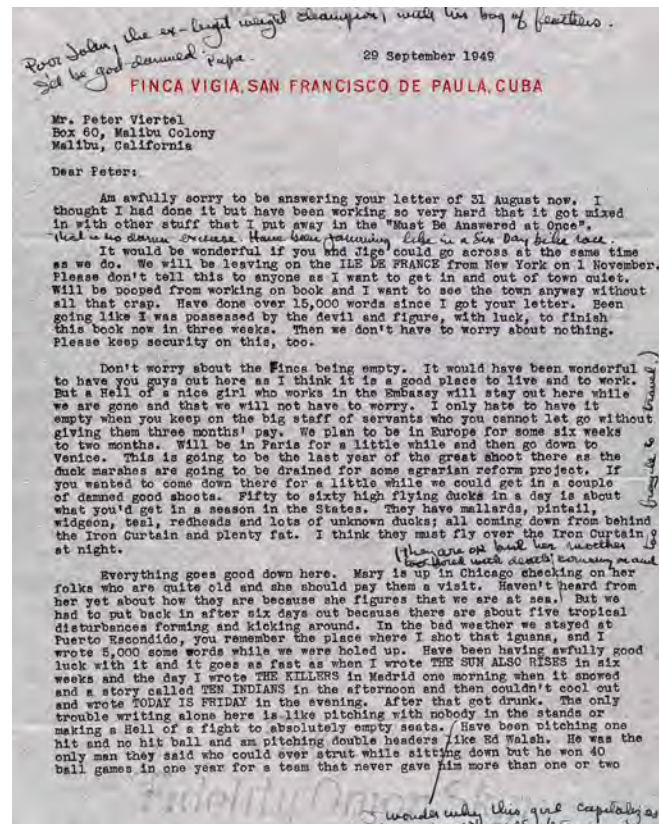 Poor John, the ex-light weight champion, with his bag of feathers.
I'd be god-damned. Papa.
29 September 1949
FINCA VIGIA, SAN FRANCISCO DE PAULA, CUBA
Mr. Peter Viertel
Box 60, Malibu Colony
Malibu, California
Dear Peter:
Am awfully sorry to be answering your letter of 31 August now. I
thought I had done it but have been working so very hard that it got mixed
in with other stuff that I put away in the "Must Be Answered at Once".
That is no damn excuse. Have been jamming like in a Six Day bike race.
It would be wonderful if you and Jige could go across at the same time
as we do. We will be leaving on the ILE DE FRANCE from New York on 1 November.
Please don't tell this to anyone as I want to get in and out of town quiet.
Will be pooped from working on book and I want to see the town anyway without
all that crap. Have done over 15,000 words since I got your letter. Been
going like I was possessed by the devil and figure, with luck, to finish
this book now in three weeks. Then we don't have to worry about nothing.
Please keep security on this, too.
Don't worry about the Finca being empty. It would have been wonderful
to have you guys out here as I think it is a good place to live and to work.
But a Hell of a nice girl who works in the Embassy will stay out here while
we are gone and that we will not have to worry. I only hate to have it
empty when you keep on the big staff of servants who you cannot let go without
giving them three months' pay. We plan to be in Europe for some six weeks
to two months. Will be in Paris for a little while and then go down to
Venice. This is going to be the last year of the great shoot there as the
duck marshes are going to be drained for some agrarian reform project. If
you wanted to come down there for a little while we could get in a couple
of damned good shoots. Fifty to sixty high flying ducks in a day is about
what you'd get in a season in the States. They have mallards, pintail,
widgeon, teal, redheads and lots of unknown ducks; all coming down from behind
the Iron Curtain and plenty fat. I think they must fly over the Iron Curtain
at night.
(they are OK but her mother
too with death, and
fragile to travel.)
Everything goes good down here. Mary is up in Chicago checking on her
folks who are quite old and she should pay them a visit. Haven't heard from
her yet about how they are because she figures that we are at sea. But we
had to put back in after six days out because there are about five tropical
disturbances forming and kicking around. In the bad weather we stayed at
Puerto Escondido, you remember the place where I shot that iguana, and I
wrote 5,000 some words while we were holed up. Have been having awfully good
luck with it and it goes as fast as when I wrote THE SUN ALSO RISES in six
weeks and the day I wrote THE KILLERS in Madrid one morning when it snowed
and a story called TEN INDIANS in the afternoon and then couldn't cool out
and wrote TODAY IS FRIDAY in the evening. After that got drunk. The only
trouble writing alone here is like pitching with nobody in the stands or
making a Hell of a fight to absolutely empty seats. Have been pitching one
hit and no hit ball and am pitching double headers like Ed Walsh. He was the
only man they said who could ever strut while sitting down but he won 40
ball games in one year for a team that never gave him more than one or two
I wonder why this girl capitalizes